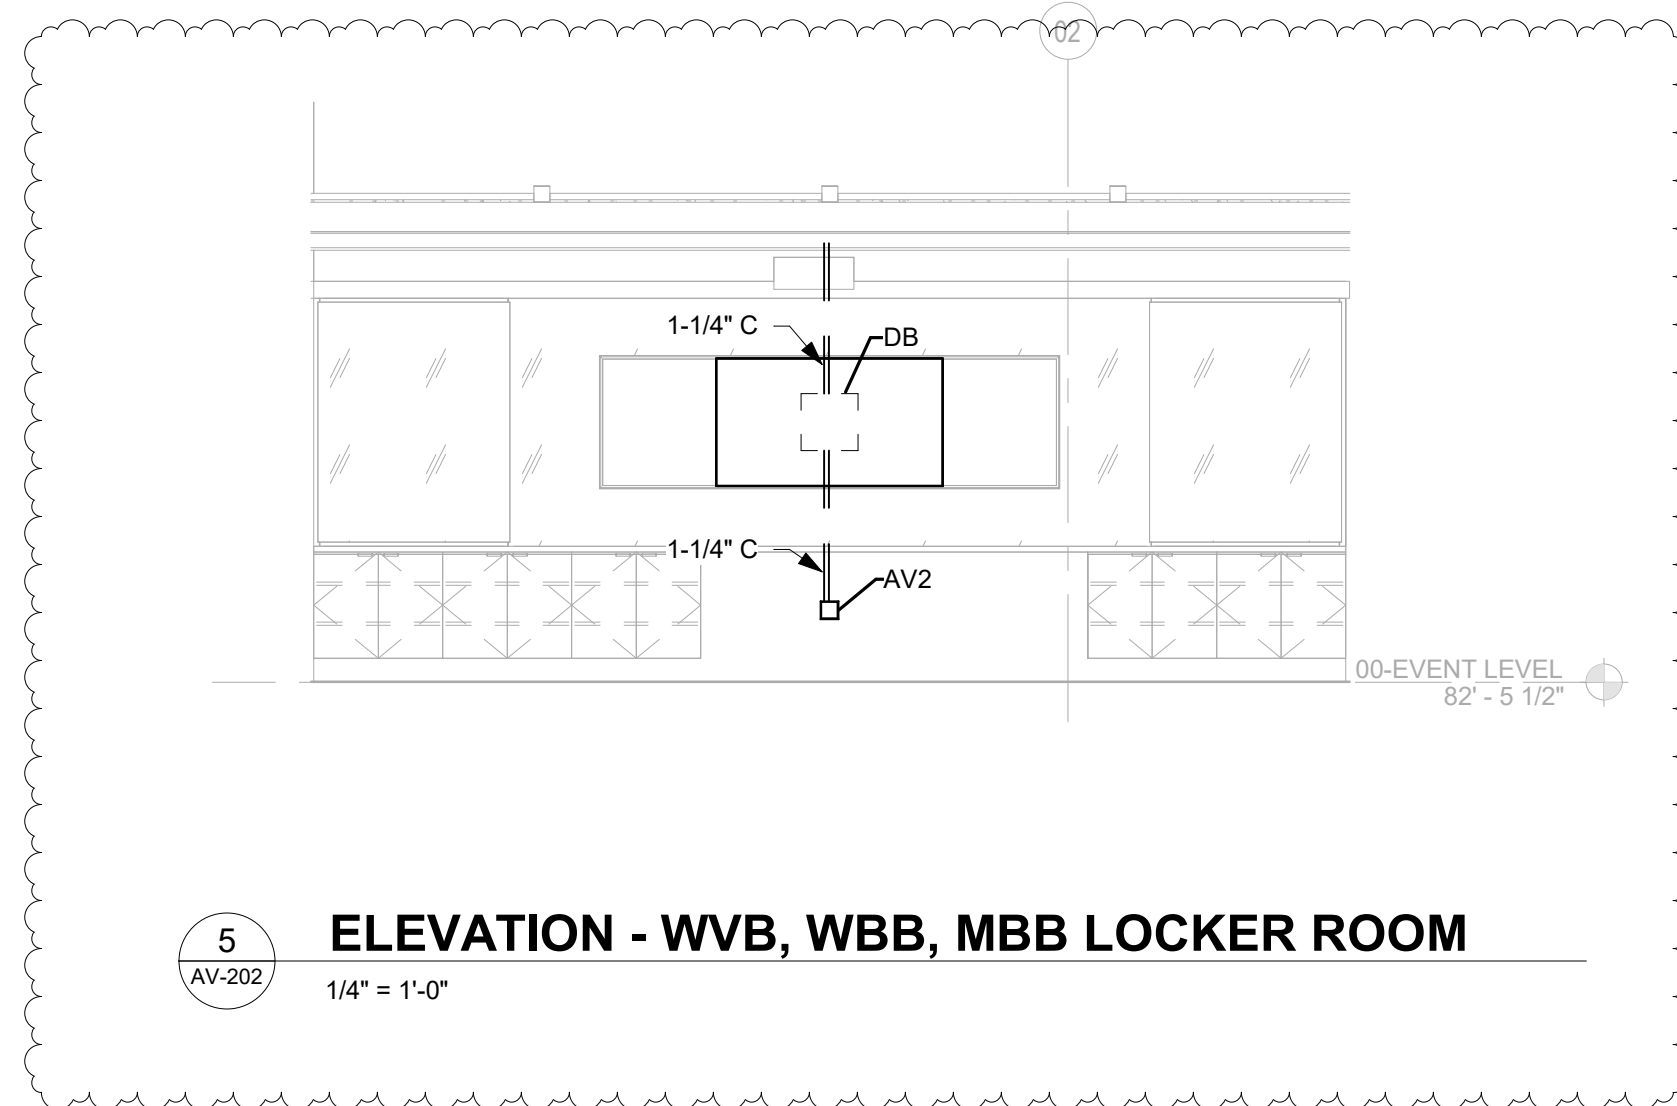 02
1-1/4" C
DB
1-1/4" C
AV2
00-EVENT LEVEL
82' - 5 1/2"
5
AV-202
ELEVATION - WVB, WBB, MBB LOCKER ROOM
1/4" = 1'-0"